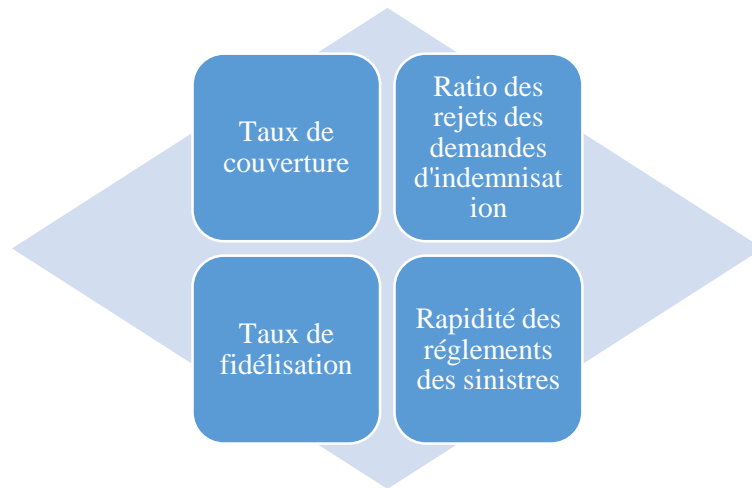 Taux de
couverture
Ratio des
rejets des
demandes
d'indemnisat
ion
Taux de
fidélisation
Rapidité des
réglements
des sinistres